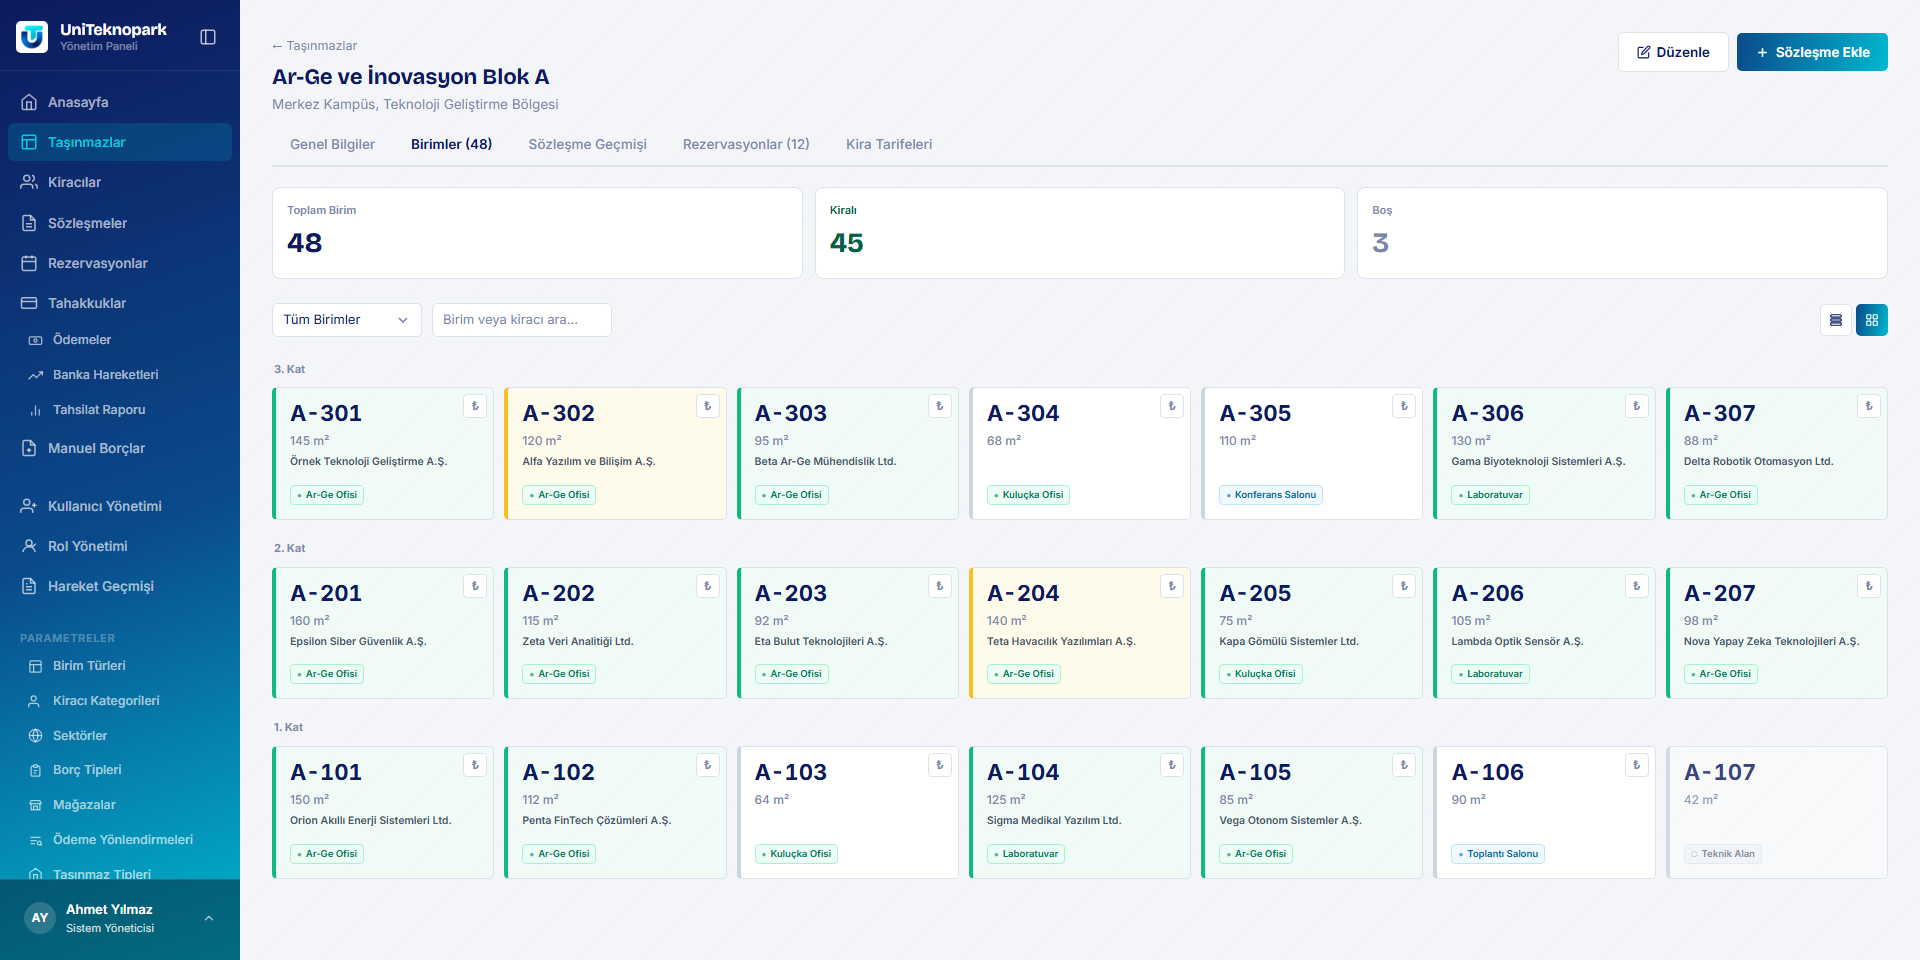 UniTeknopark
Yönetim Paneli
Anasayfa
Taşınmazlar
Kiracılar
Sözleşmeler
Rezervasyonlar
Tahakkuklar
Ödemeler
Banka Hareketleri
Tahsilat Raporu
Manuel Borçlar
Kullanıcı Yönetimi
Rol Yönetimi
Hareket Geçmişi
PARAMETRELER
Birim Türleri
Kiracı Kategorileri
Sektörler
Borç Tipleri
Mağazalar
Ödeme Yönlendirmeleri
Taşınmaz Tipleri
AY
Ahmet Yılmaz
Sistem Yöneticisi
← Taşınmazlar
Ar-Ge ve İnovasyon Blok A
Merkez Kampüs, Teknoloji Geliştirme Bölgesi
Düzenle
+ Sözleşme Ekle
Genel Bilgiler
Birimler (48)
Sözleşme Geçmişi
Rezervasyonlar (12)
Kira Tarifeleri
Toplam Birim
48
Kiralı
45
Boş
3
Tüm Birimler
Birim veya kiracı ara...
3. Kat
A-301
₺
145 m²
Örnek Teknoloji Geliştirme A.Ş.
Ar-Ge Ofisi
A-302
₺
120 m²
Alfa Yazılım ve Bilişim A.Ş.
Ar-Ge Ofisi
A-303
₺
95 m²
Beta Ar-Ge Mühendislik Ltd.
Ar-Ge Ofisi
A-304
₺
68 m²
Kuluçka Ofisi
A-305
₺
110 m²
Konferans Salonu
A-306
₺
130 m²
Gama Biyoteknoloji Sistemleri A.Ş.
Laboratuvar
A-307
₺
88 m²
Delta Robotik Otomasyon Ltd.
Ar-Ge Ofisi
2. Kat
A-201
₺
160 m²
Epsilon Siber Güvenlik A.Ş.
Ar-Ge Ofisi
A-202
₺
115 m²
Zeta Veri Analitiği Ltd.
Ar-Ge Ofisi
A-203
₺
92 m²
Eta Bulut Teknolojileri A.Ş.
Ar-Ge Ofisi
A-204
₺
140 m²
Teta Havacılık Yazılımları A.Ş.
Ar-Ge Ofisi
A-205
₺
75 m²
Kapa Gömülü Sistemler Ltd.
Kuluçka Ofisi
A-206
₺
105 m²
Lambda Optik Sensör A.Ş.
Laboratuvar
A-207
₺
98 m²
Nova Yapay Zeka Teknolojileri A.Ş.
Ar-Ge Ofisi
1. Kat
A-101
₺
150 m²
Orion Akıllı Enerji Sistemleri Ltd.
Ar-Ge Ofisi
A-102
₺
112 m²
Penta FinTech Çözümleri A.Ş.
Ar-Ge Ofisi
A-103
₺
64 m²
Kuluçka Ofisi
A-104
₺
125 m²
Sigma Medikal Yazılım Ltd.
Laboratuvar
A-105
₺
85 m²
Vega Otonom Sistemler A.Ş.
Ar-Ge Ofisi
A-106
₺
90 m²
Toplantı Salonu
A-107
42 m²
Teknik Alan